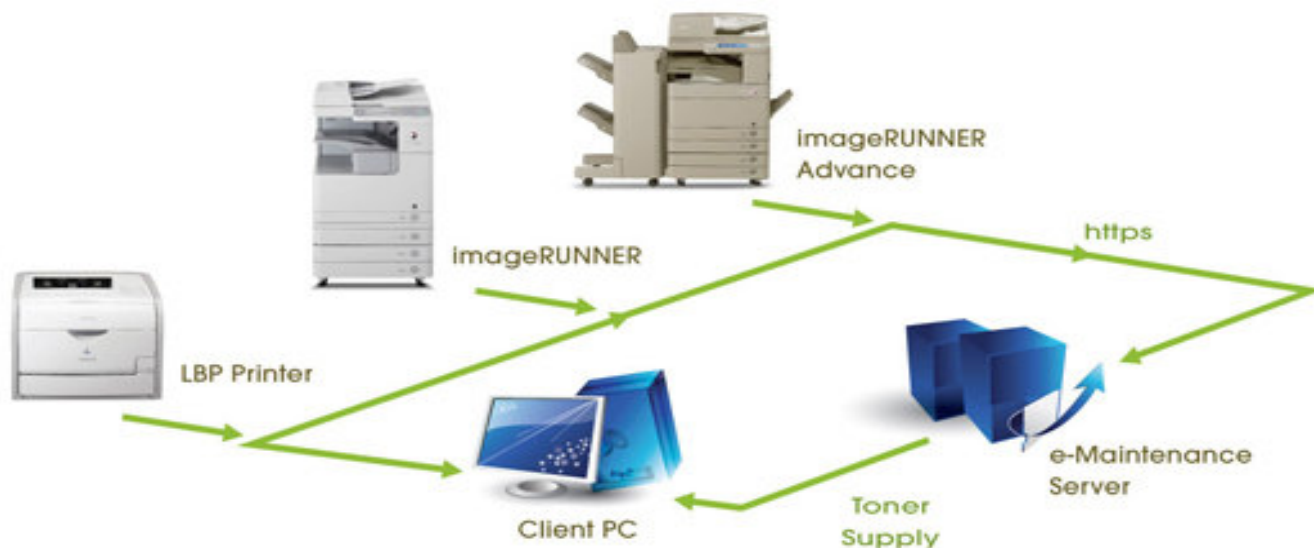 imageRUNNER
Advance
https
imageRUNNER
LBP Printer
e-Maintenance
Server
Toner
Supply
Client PC